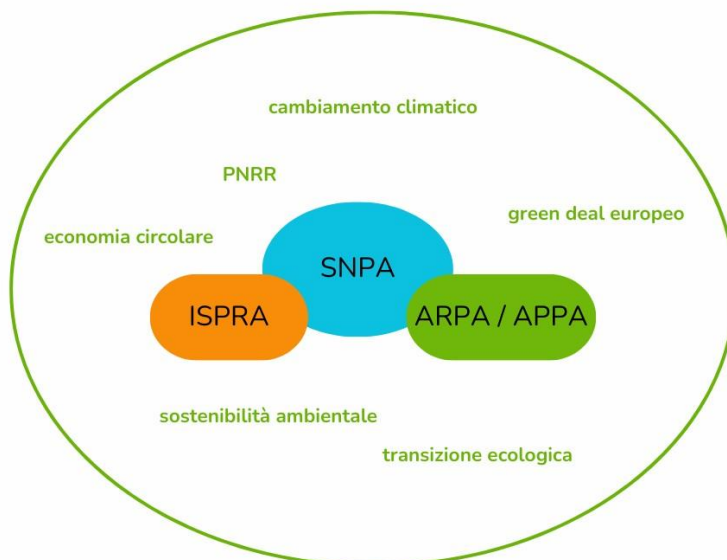 cambiamento climatico
PNRR
green deal europeo
economia circolare
SNPA
ISPRA
ARPA / APPA
sostenibilità ambientale
transizione ecologica